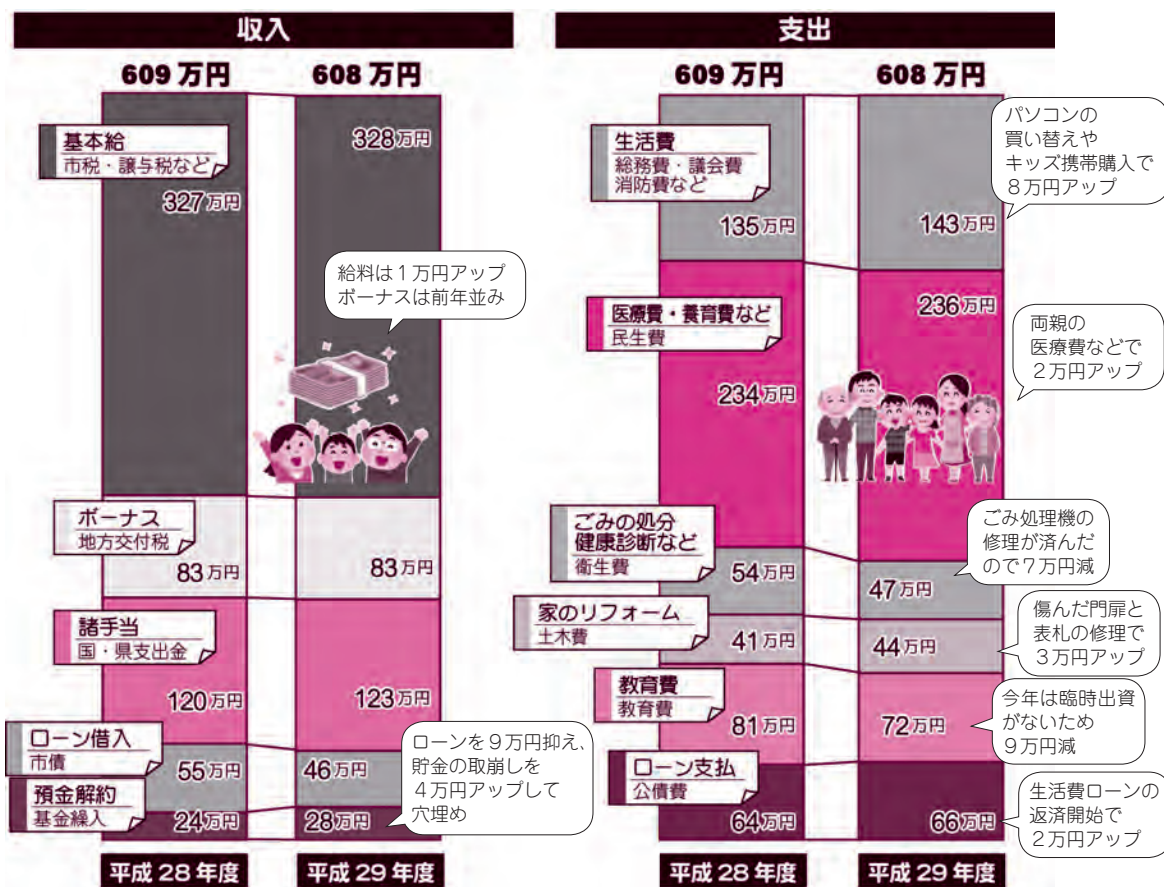 収入
609万円
608万円
基本給
市税・譲与税など
327万円
328万円
給料は１万円アップ
ボーナスは前年並み
ボーナス
地方交付税
83万円
83万円
諸手当
国・県支出金
120万円
123万円
ローン借入
市債
55万円
46万円
ローンを９万円抑え、
貯金の取崩しを
４万円アップして
穴埋め
預金解約
基金繰入
24万円
28万円
平成28年度
平成29年度
支出
609万円
608万円
生活費
総務費・議会費
消防費など
135万円
143万円
パソコンの
買い替えや
キッズ携帯購入で
８万円アップ
医療費・養育費など
民生費
234万円
236万円
両親の
医療費などで
２万円アップ
ごみの処分
健康診断など
衛生費
54万円
47万円
ごみ処理機の
修理が済んだ
ので７万円減
家のリフォーム
土木費
41万円
44万円
傷んだ門扉と
表札の修理で
３万円アップ
教育費
教育費
81万円
72万円
今年は臨時出資
がないため
９万円減
ローン支払
公債費
64万円
66万円
生活費ローンの
返済開始で
２万円アップ
平成28年度
平成29年度